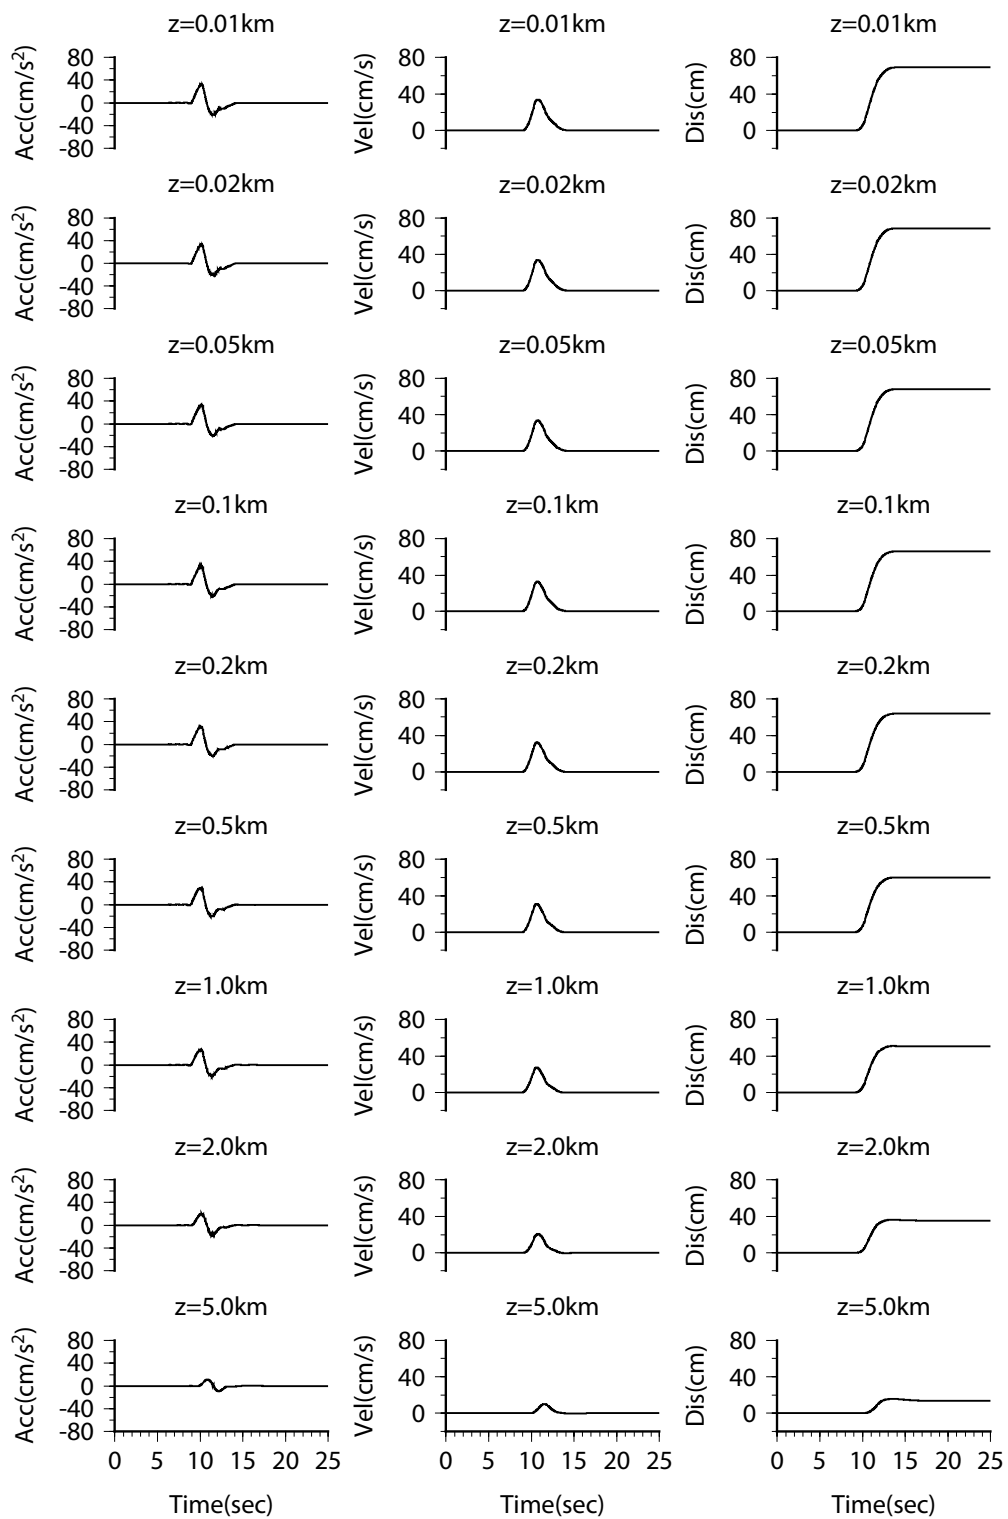 z=0.01km z=0.01km z=0.01km
Acc(cm/s²) 80 40 0 -40 -80 Vel(cm/s) 80 40 0 Dis(cm) 80 40 0
z=0.02km z=0.02km z=0.02km
Acc(cm/s²) 80 40 0 -40 -80 Vel(cm/s) 80 40 0 Dis(cm) 80 40 0
z=0.05km z=0.05km z=0.05km
Acc(cm/s²) 80 40 0 -40 -80 Vel(cm/s) 80 40 0 Dis(cm) 80 40 0
z=0.1km z=0.1km z=0.1km
Acc(cm/s²) 80 40 0 -40 -80 Vel(cm/s) 80 40 0 Dis(cm) 80 40 0
z=0.2km z=0.2km z=0.2km
Acc(cm/s²) 80 40 0 -40 -80 Vel(cm/s) 80 40 0 Dis(cm) 80 40 0
z=0.5km z=0.5km z=0.5km
Acc(cm/s²) 80 40 0 -40 -80 Vel(cm/s) 80 40 0 Dis(cm) 80 40 0
z=1.0km z=1.0km z=1.0km
Acc(cm/s²) 80 40 0 -40 -80 Vel(cm/s) 80 40 0 Dis(cm) 80 40 0
z=2.0km z=2.0km z=2.0km
Acc(cm/s²) 80 40 0 -40 -80 Vel(cm/s) 80 40 0 Dis(cm) 80 40 0
z=5.0km z=5.0km z=5.0km
Acc(cm/s²) 80 40 0 -40 -80 Vel(cm/s) 80 40 0 Dis(cm) 80 40 0
0 5 10 15 20 25 0 5 10 15 20 25 0 5 10 15 20 25
Time(sec) Time(sec) Time(sec)